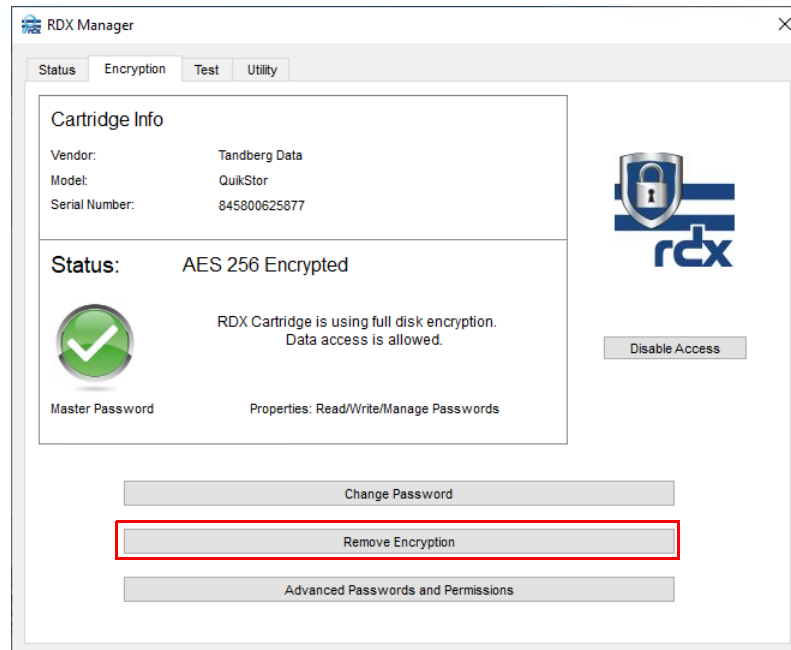 RDX Manager
Status Encryption Test Utility
Cartridge Info
Vendor: Tandberg Data
Model: QuikStor
Serial Number: 845800625877
rdx
Status: AES 256 Encrypted
RDX Cartridge is using full disk encryption.
Data access is allowed.
Disable Access
Master Password Properties: Read/Write/Manage Passwords
Change Password
Remove Encryption
Advanced Passwords and Permissions